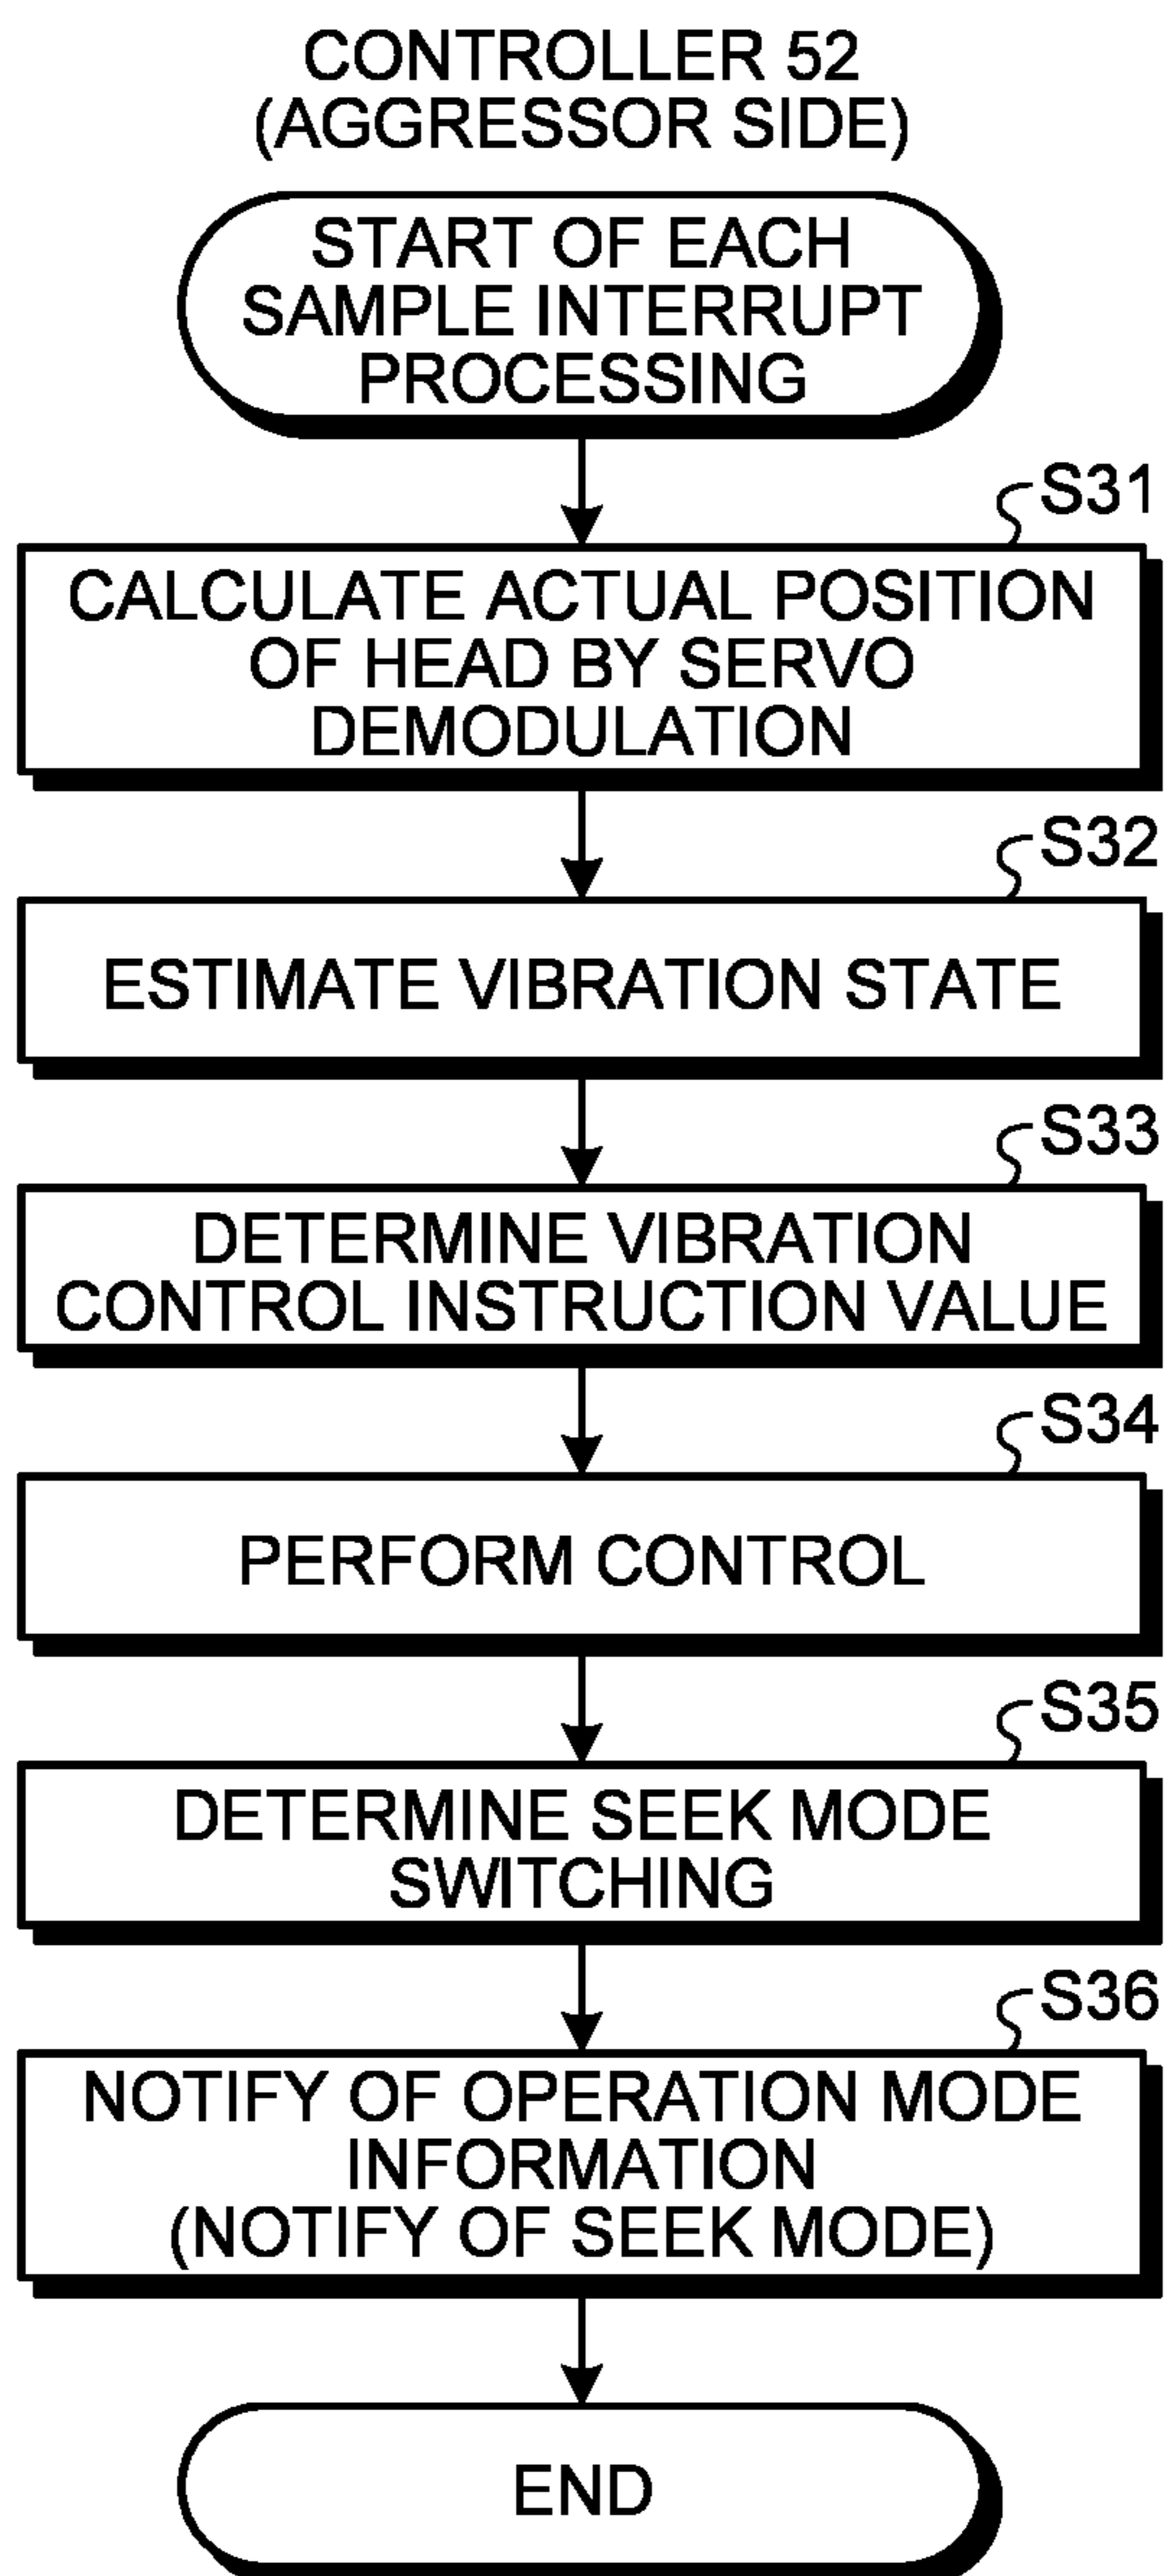 CONTROLLER 52
(AGGRESSOR SIDE)
START OF EACH
SAMPLE INTERRUPT
PROCESSING
S31
CALCULATE ACTUAL POSITION
OF HEAD BY SERVO
DEMODULATION
S32
ESTIMATE VIBRATION STATE
S33
DETERMINE VIBRATION
CONTROL INSTRUCTION VALUE
S34
PERFORM CONTROL
S35
DETERMINE SEEK MODE
SWITCHING
S36
NOTIFY OF OPERATION MODE
INFORMATION
(NOTIFY OF SEEK MODE)
END